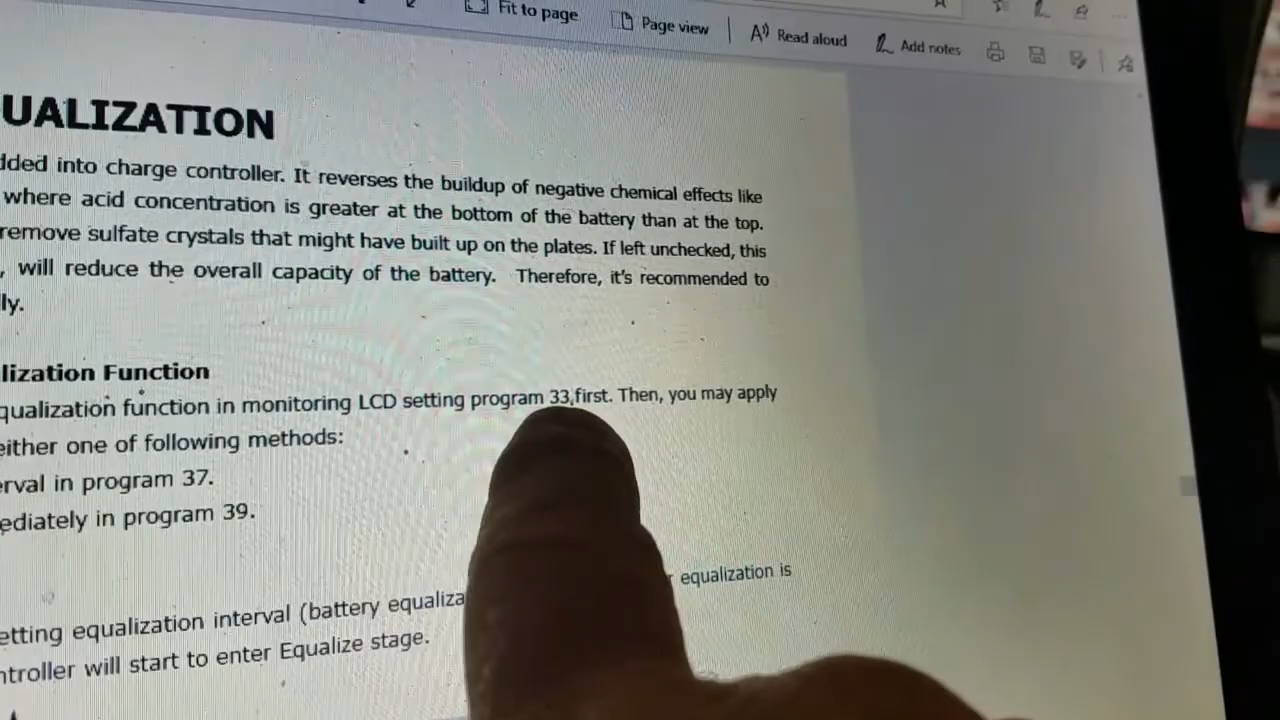 Fit to page
Page view
Read aloud
Add notes
UALIZATION
dded into charge controller. It reverses the buildup of negative chemical effects like
where acid concentration is greater at the bottom of the battery than at the top.
remove sulfate crystals that might have built up on the plates. If left unchecked, this
, will reduce the overall capacity of the battery. Therefore, it's recommended to
lly.
lization Function
qualization function in monitoring LCD setting program 33 first. Then, you may apply
either one of following methods:
erval in program 37.
ediately in program 39.
equalization is
etting equalization interval (battery equaliza
ntroller will start to enter Equalize stage.